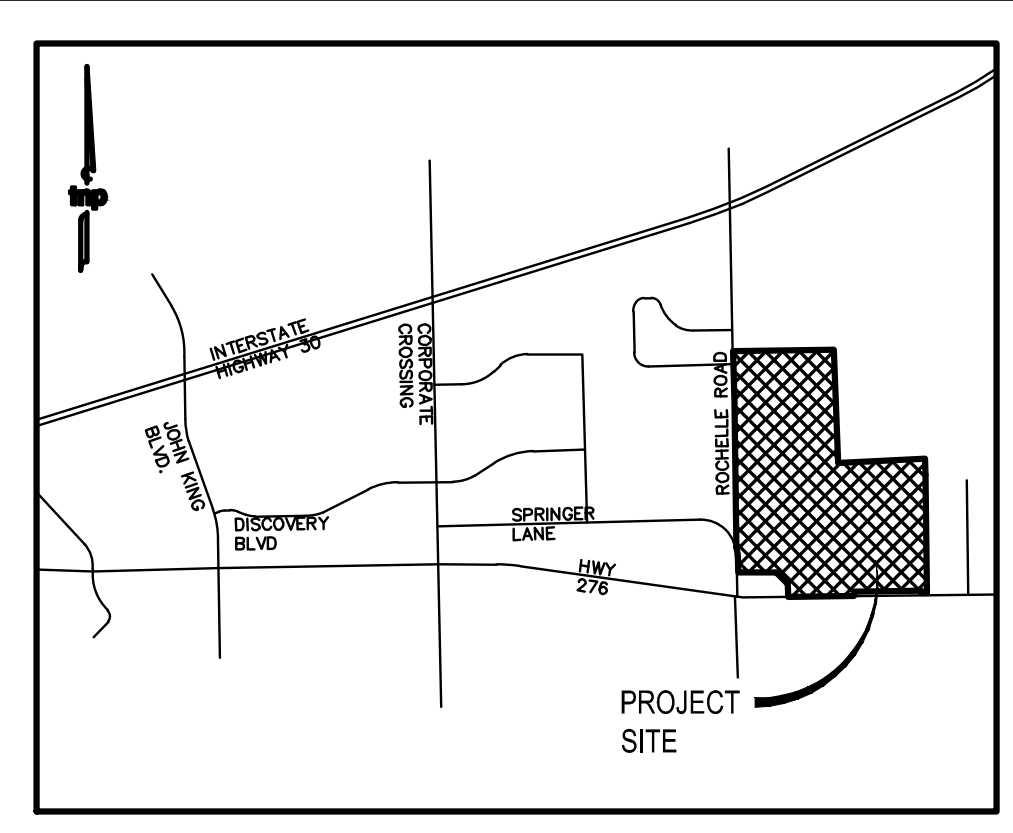 tnp
INTERSTATE
HIGHWAY 30
CORPORATE
CROSSING
ROCHELLE ROAD
JOHN KING
BLVD.
DISCOVERY
BLVD
SPRINGER
LANE
HWY
276
PROJECT
SITE